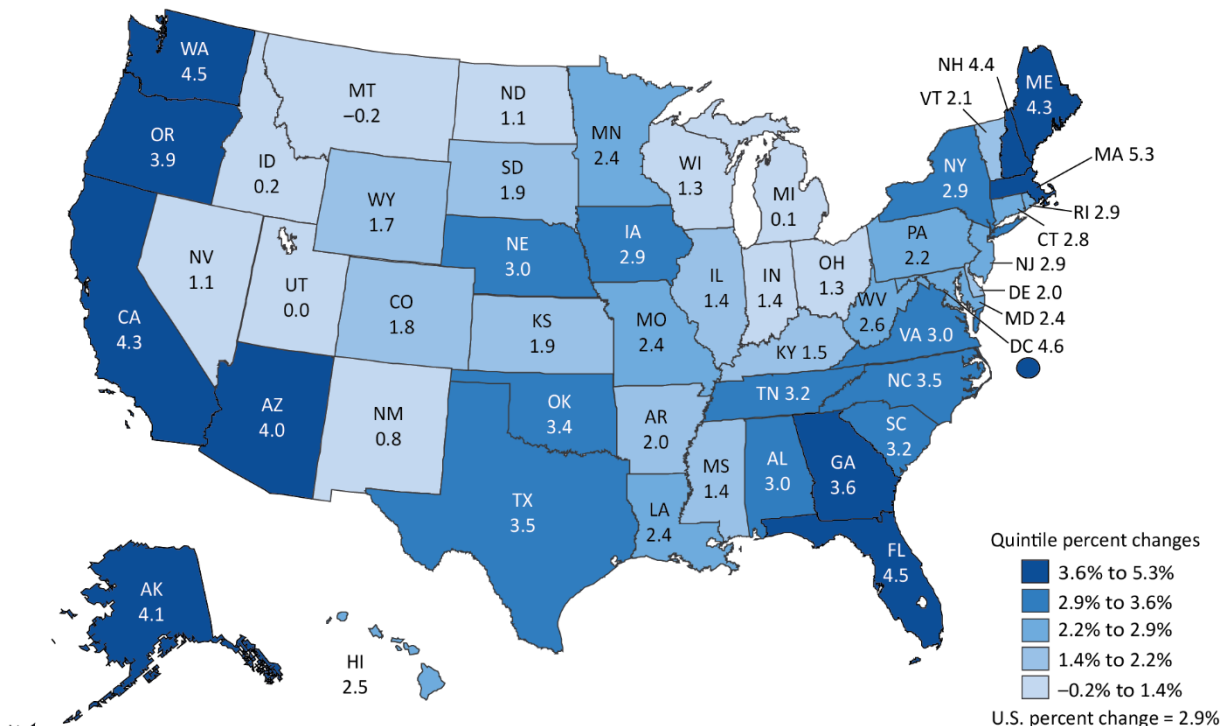 WA
4.5
MT
−0.2
ND
1.1
MN
2.4
NH 4.4
VT 2.1
ME
4.3
OR
3.9
ID
0.2
SD
1.9
WI
1.3
MI
0.1
NY
2.9
MA 5.3
WY
1.7
RI 2.9
CT 2.8
NE
3.0
IA
2.9
PA
2.2
NJ 2.9
NV
1.1
UT
0.0
CO
1.8
IL
1.4
IN
1.4
OH
1.3
DE 2.0
MD 2.4
DC 4.6
WV
2.6
VA 3.0
CA
4.3
KS
1.9
MO
2.4
KY 1.5
NC 3.5
TN 3.2
AZ
4.0
NM
0.8
OK
3.4
AR
2.0
SC
3.2
MS
1.4
AL
3.0
GA
3.6
TX
3.5
LA
2.4
FL
4.5
AK
4.1
HI
2.5
Quintile percent changes
3.6% to 5.3%
2.9% to 3.6%
2.2% to 2.9%
1.4% to 2.2%
−0.2% to 1.4%
U.S. percent change = 2.9%